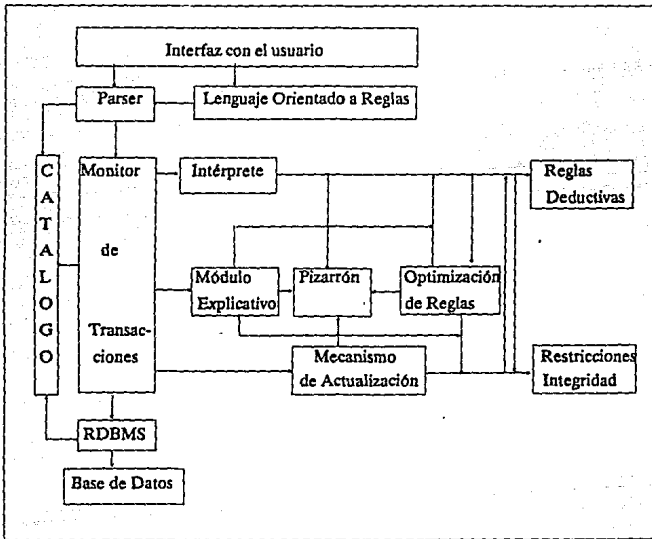 Interfaz con el usuario
Parser
Lenguaje Orientado a Reglas
CATALOGO
Monitor
de
Transac-
ciones
Intérprete
Reglas
Deductivas
Módulo
Explicativo
Pizarrón
Optimización
de Reglas
Mecanismo
de Actualización
Restricciones
Integridad
RDBMS
Base de Datos